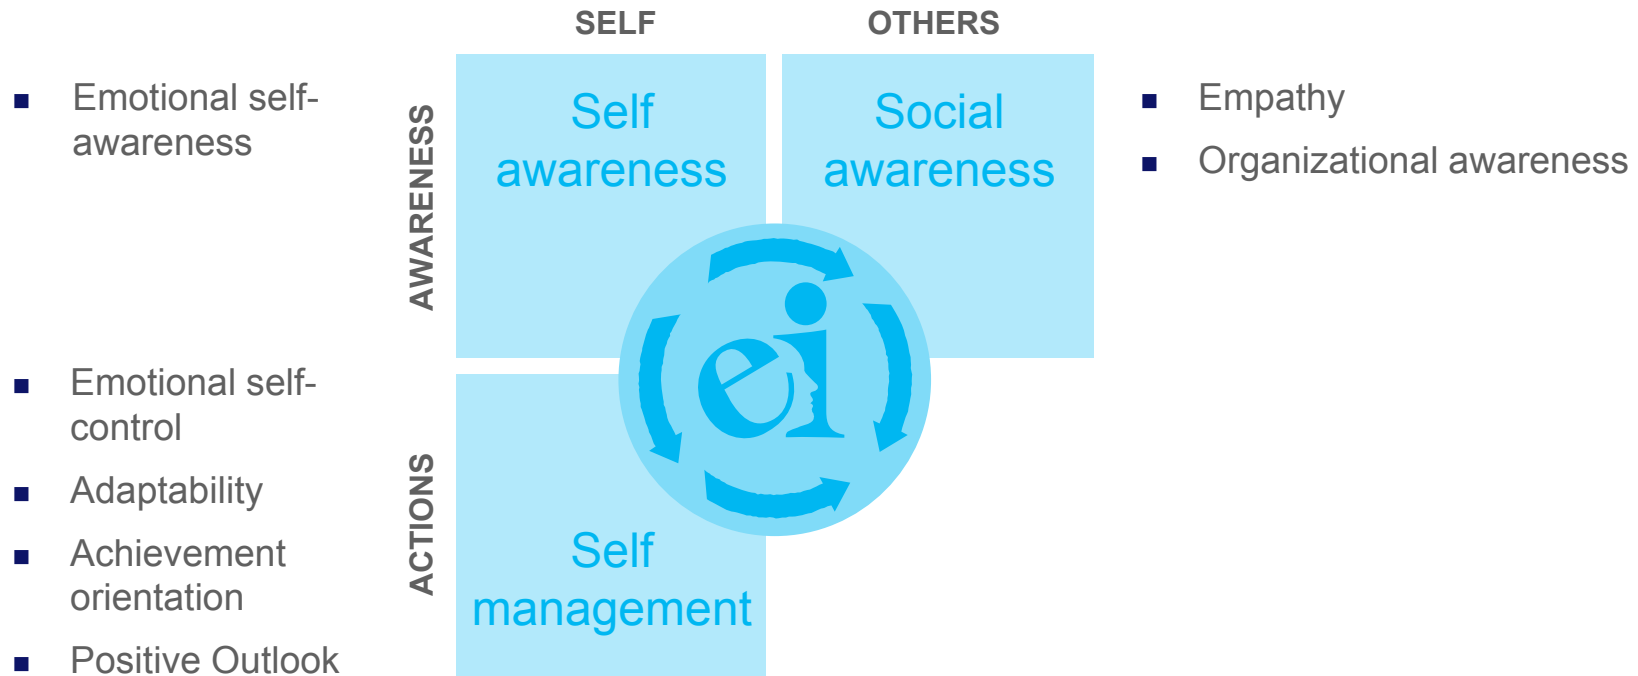 SELF
OTHERS
Emotional self-
awareness
AWARENESS
Self
awareness
Social
awareness
Empathy
Organizational awareness
ei
Emotional self-
control
Adaptability
Achievement
orientation
Positive Outlook
ACTIONS
Self
management